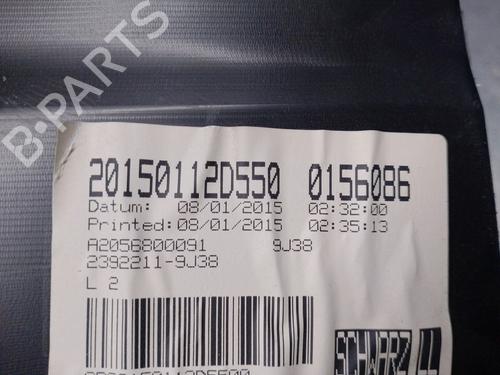 B-PARTS
20150112D550 0156086
Datum: 08/01/2015 02:32:00
Printed:08/01/2015 02:35:13
A2056800091 9J38
2392211-9J38
L 2
SCHWARZ LL